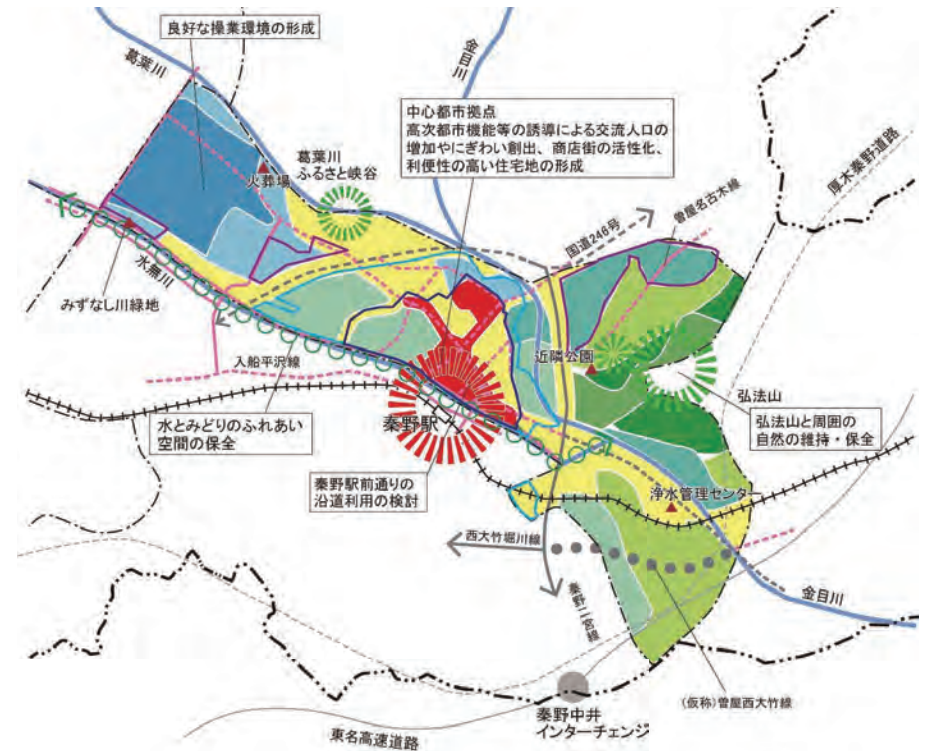 良好な操業環境の形成
葛葉川
金目川
中心都市拠点
高次都市機能等の誘導による交流人口の
増加やにぎわい創出、商店街の活性化、
利便性の高い住宅地の形成
厚木秦野道路
葛葉川
ふるさと峡谷
火葬場
曽屋名古木線
国道246号
水無川
みずなし川緑地
入船平沢線
近隣公園
弘法山
水とみどりのふれあい
空間の保全
秦野駅
弘法山と周囲の
自然の維持・保全
秦野駅前通りの
沿道利用の検討
浄水管理センター
西大竹堀川線
秦野二宮線
金目川
(仮称)曽屋西大竹線
秦野中井
インターチェンジ
東名高速道路